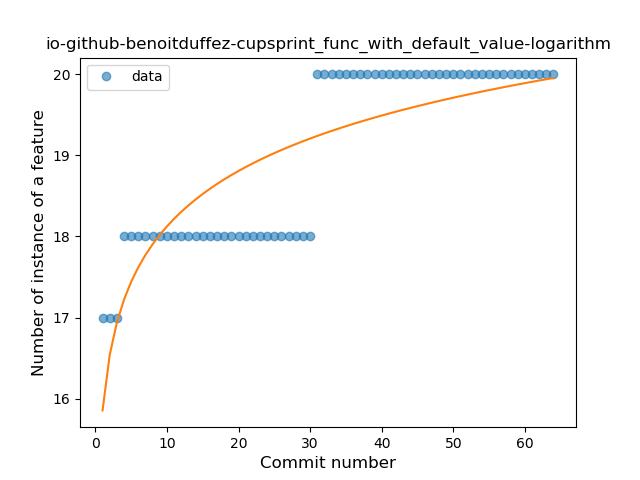 io-github-benoitduffez-cupsprint_func_with_default_value-logarithm
data
Number of instance of a feature
20
19
18
17
16
0 10 20 30 40 50 60
Commit number